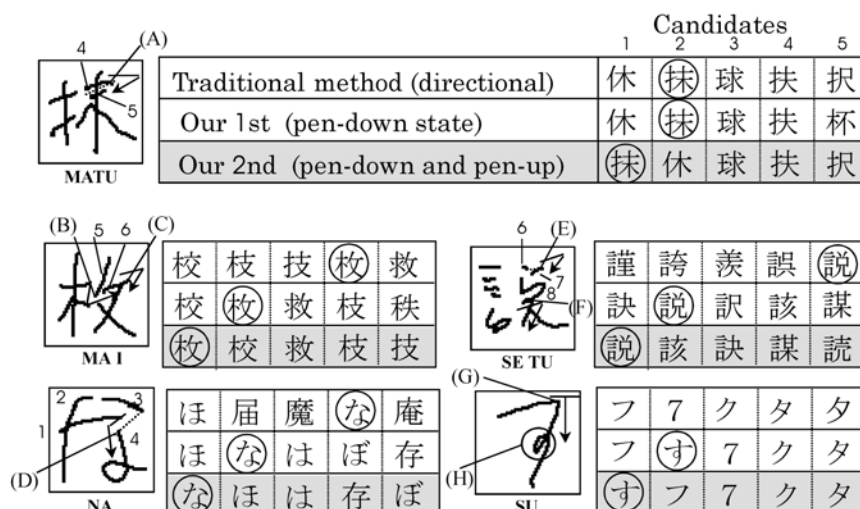 Candidates
1 2 3 4 5
4 (A)
5
MATU
Traditional method (directional) 休 抹 球 扶 択
Our 1st (pen-down state) 休 抹 球 扶 杯
Our 2nd (pen-down and pen-up) 抹 休 球 扶 択
(B) 5 6 (C)
MA I
校 枝 技 枚 救
校 枚 救 枝 秩
枚 校 救 枝 技
6 (E)
7
8 (F)
SE TU
謹 誇 羨 誤 説
訣 説 訳 該 謀
説 該 訣 謀 読
2 3
1 4
(D)
NA
ほ 届 魔 な 庵
ほ な は ぼ 存
な ほ は 存 ぼ
(G)
(H)
SU
フ 7 ク タ 夕
フ す 7 ク タ
す フ 7 ク タ